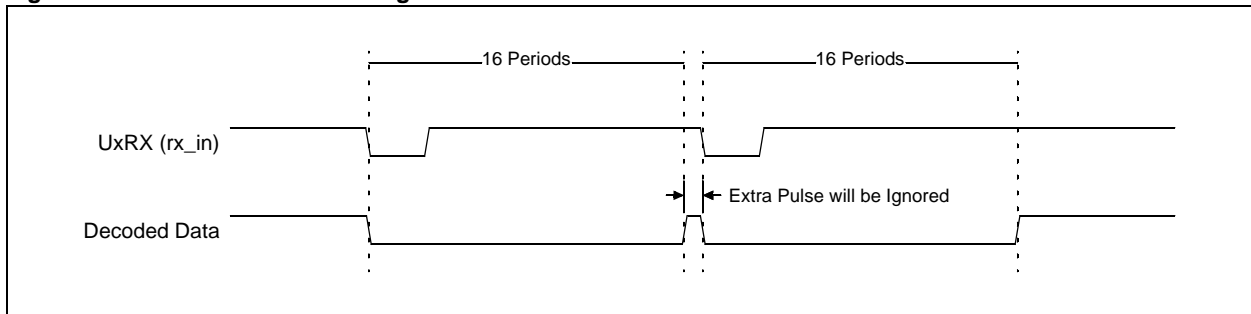 16 Periods 16 Periods
UxRX (rx_in)
Extra Pulse will be Ignored
Decoded Data